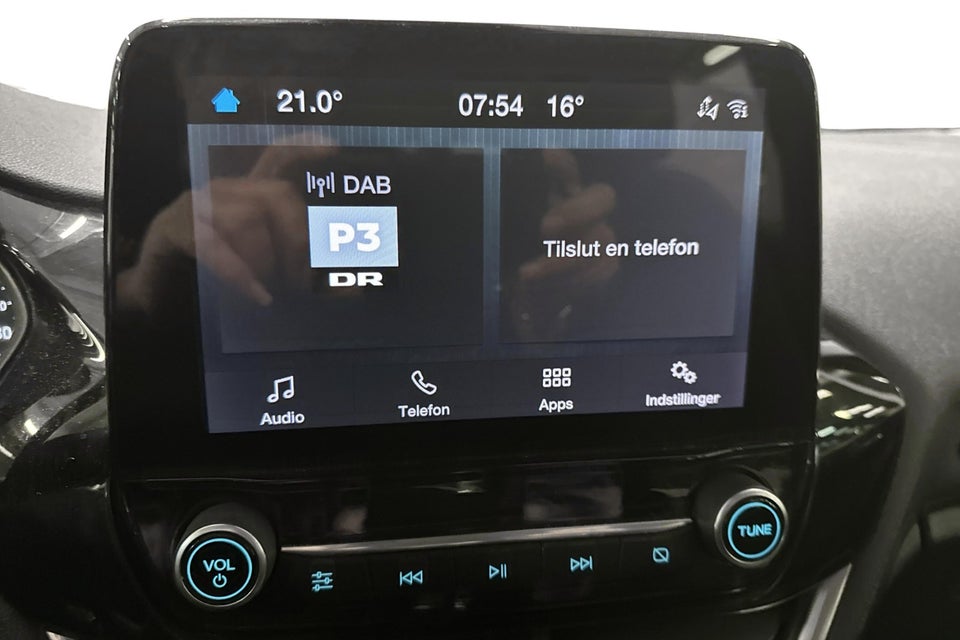 21.0°
07:54 16°
DAB
P3
DR
Tilslut en telefon
Audio
Telefon
Apps
Indstillinger
VOL
TUNE